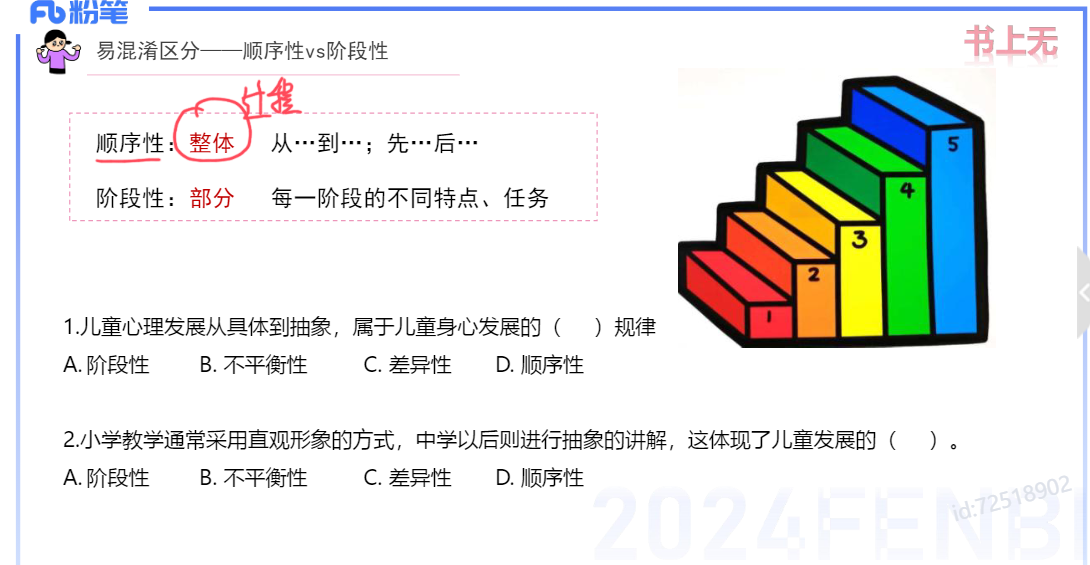 粉笔
易混淆区分——顺序性vs阶段性
书上无
过程
顺序性：整体 从…到…；先…后…
阶段性：部分 每一阶段的不同特点、任务
1
2
3
4
5
1.儿童心理发展从具体到抽象，属于儿童身心发展的（ ）规律
A. 阶段性 B. 不平衡性 C. 差异性 D. 顺序性
2.小学教学通常采用直观形象的方式，中学以后则进行抽象的讲解，这体现了儿童发展的（ ）。
A. 阶段性 B. 不平衡性 C. 差异性 D. 顺序性
id:72518902
2024FENBI